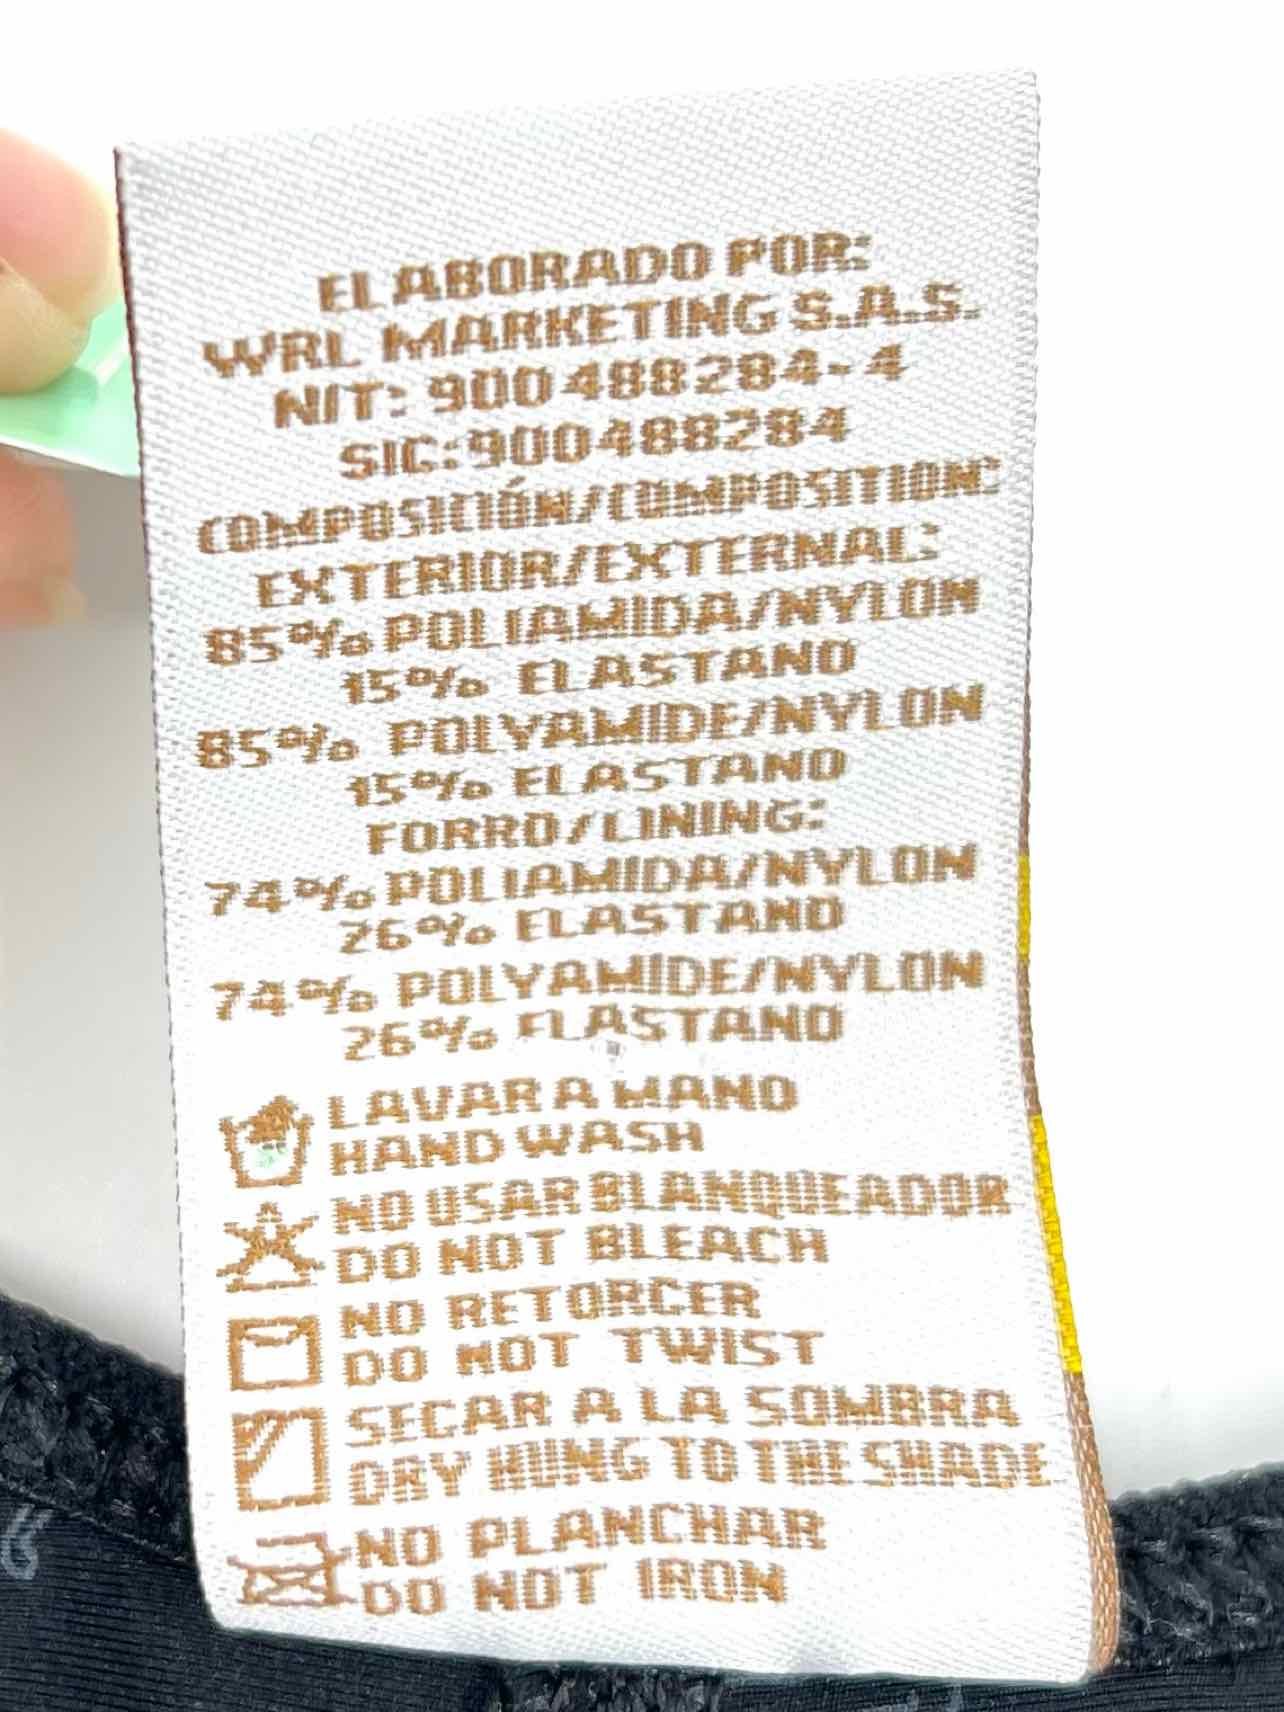 ELABORADO POR:
WRL MARKETING S.A.S.
NIT: 900488284-4
SIC:900488284
COMPOSICIÓN/COMPOSITION:
EXTERIOR/EXTERNAL:
85% POLIAMIDA/NYLON
15% ELASTANO
85% POLYAMIDE/NYLON
15% ELASTANO
FORRO/LINING:
74% POLIAMIDA/NYLON
26% ELASTANO
74% POLYAMIDE/NYLON
26% ELASTANO
LAVAR A MANO
HAND WASH
NO USAR BLANQUEADOR
DO NOT BLEACH
NO RETORCER
DO NOT TWIST
SECAR A LA SOMBRA
DRY HUNG TO THE SHADE
NO PLANCHAR
DO NOT IRON